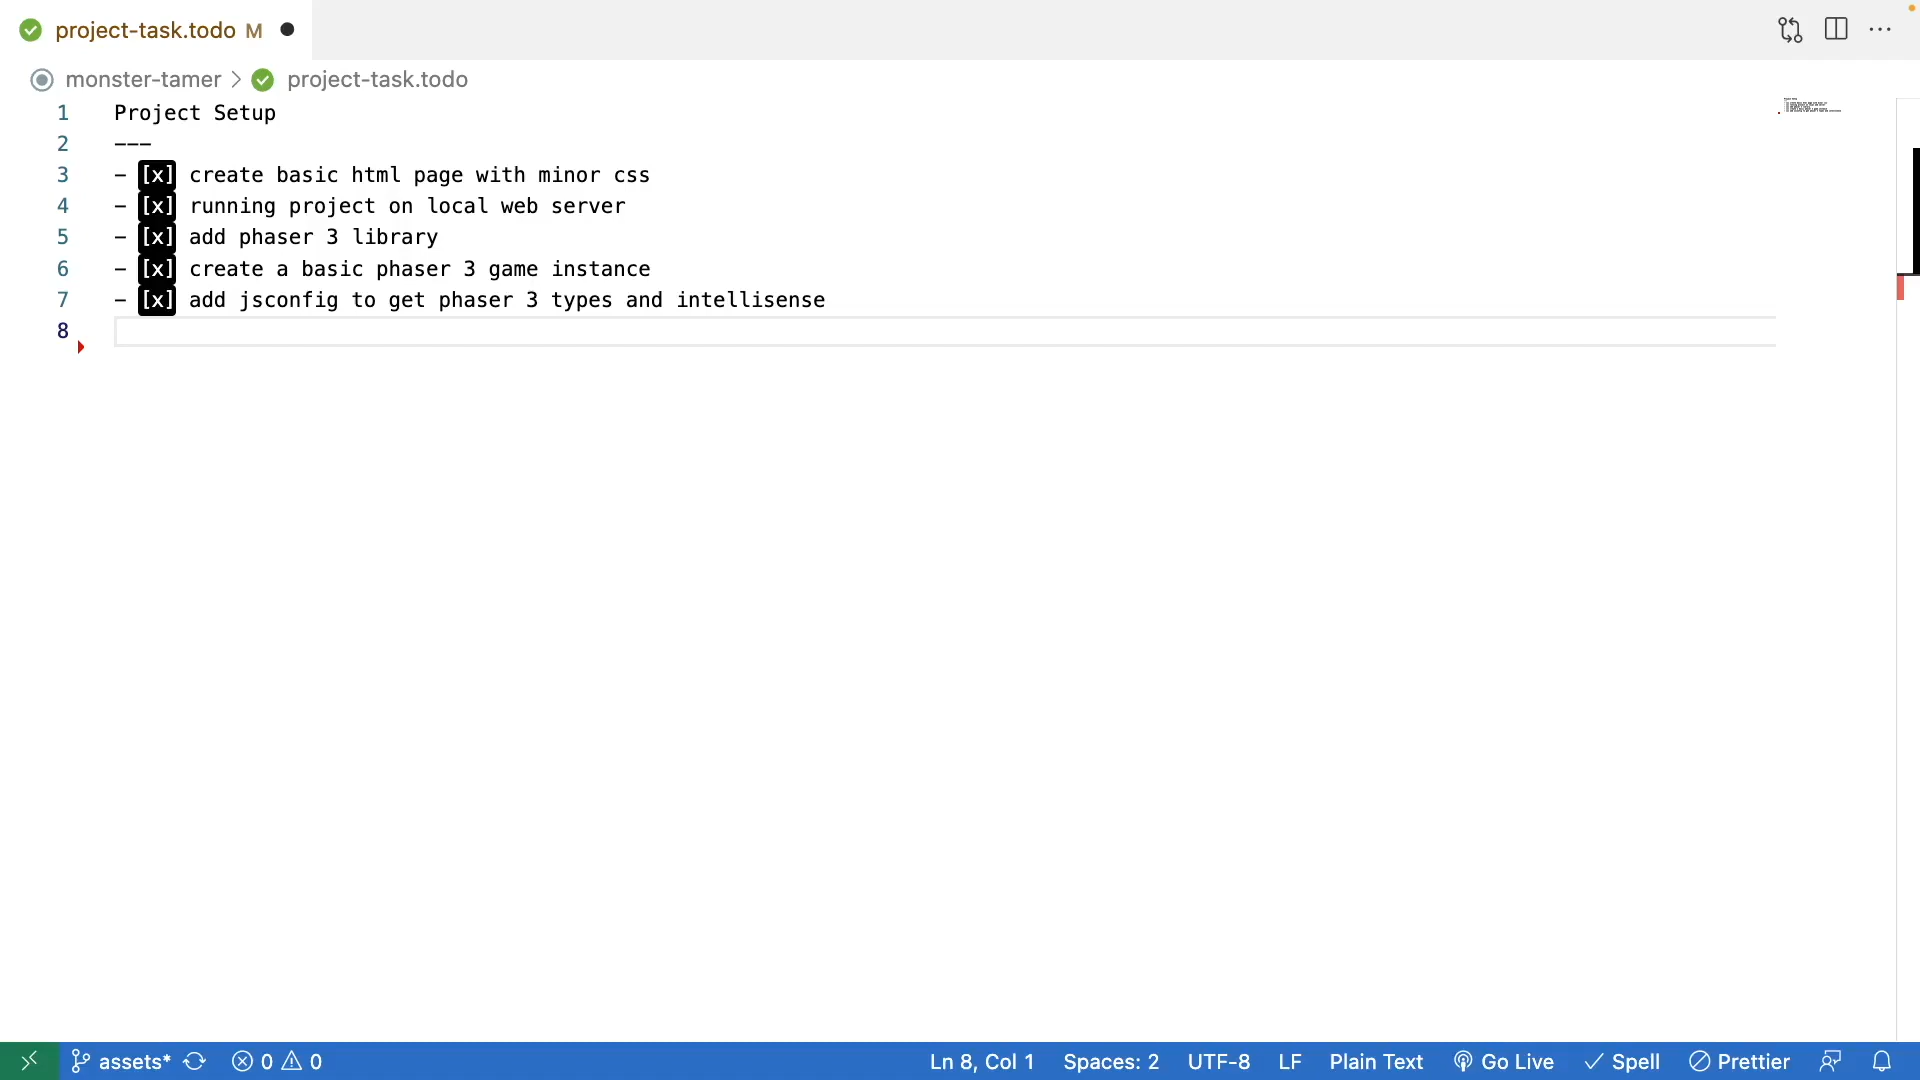 project-task.todo M
monster-tamer > project-task.todo
1 Project Setup
2 ---
3 - [x] create basic html page with minor css
4 - [x] running project on local web server
5 - [x] add phaser 3 library
6 - [x] create a basic phaser 3 game instance
7 - [x] add jsconfig to get phaser 3 types and intellisense
8
assets* 0 0 Ln 8, Col 1 Spaces: 2 UTF-8 LF Plain Text Go Live Spell Prettier